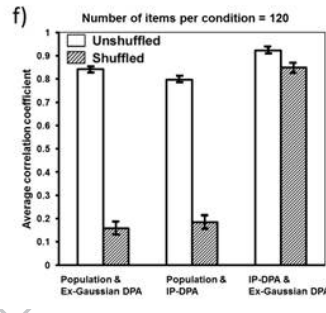 f)
Number of items per condition = 120
Unshuffled
Shuffled
Average correlation coefficient
1
0.9
0.8
0.7
0.6
0.5
0.4
0.3
0.2
0.1
0
Population &
Ex-Gaussian DPA
Population &
IP-DPA
IP-DPA &
Ex-Gaussian DPA